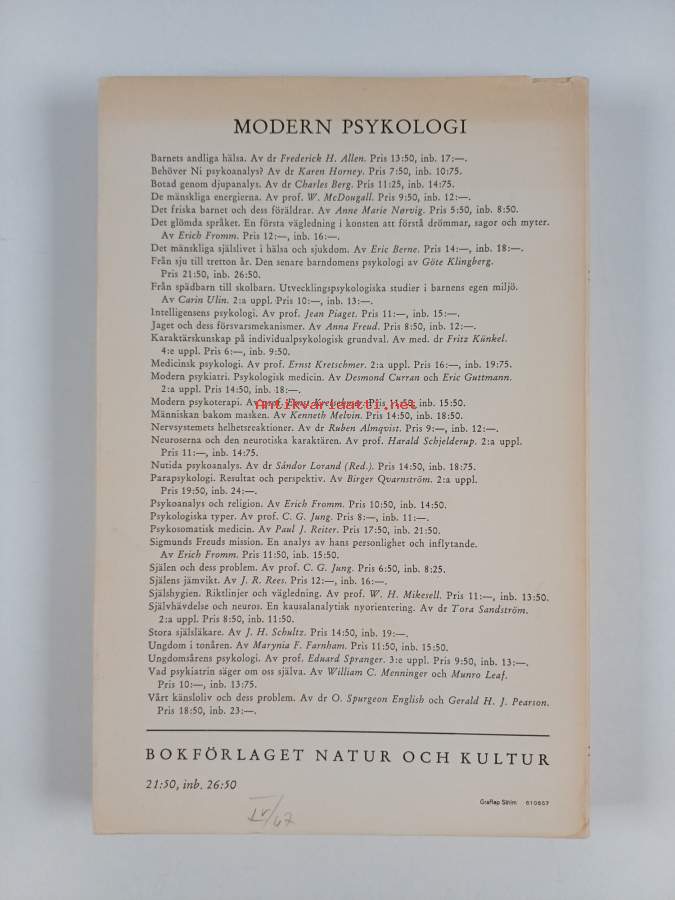 MODERN PSYKOLOGI
Barnets andliga hälsa. Av dr Frederick H. Allen. Pris 13:50, inb. 17:—.
Behöver Ni psykoanalys? Av dr Karen Horney. Pris 7:50, inb. 10:75.
Botad genom djupanalys. Av dr Charles Berg. Pris 11:25, inb. 14:75.
De mänskliga energierna. Av prof. W. McDougall. Pris 9:50, inb. 12:—.
Det friska barnet och dess föräldrar. Av Anne Marie Nørvig. Pris 5:50, inb. 8:50.
Det glömda språket. En första vägledning i konsten att förstå drömmar, sagor och myter.
Av Erich Fromm. Pris 12:—, inb. 16:—.
Det mänskliga själslivet i hälsa och sjukdom. Av Eric Berne. Pris 14:—, inb. 18:—.
Från sju till tretton år. Den senare barndomens psykologi av Göte Klingberg.
Pris 21:50, inb. 26:50.
Från spädbarn till skolbarn. Utvecklingspsykologiska studier i barnens egen miljö.
Av Carin Ulin. 2:a uppl. Pris 10:—, inb. 13:—.
Intelligensens psykologi. Av prof. Jean Piaget. Pris 11:—, inb. 15:—.
Jaget och dess försvarsmekanismer. Av Anna Freud. Pris 8:50, inb. 12:—.
Karaktärskunskap på individualpsykologisk grundval. Av med. dr Fritz Künkel.
4:e uppl. Pris 6:—, inb. 9:50.
Medicinsk psykologi. Av prof. Ernst Kretschmer. 2:a uppl. Pris 16:—, inb. 19:75.
Modern psykiatri. Psykologisk medicin. Av Desmond Curran och Eric Guttmann.
2:a uppl. Pris 14:50, inb. 18:—.
Modern psykoterapi. Av prof. Ernst Kretschmer. Pris 11:50, inb. 15:50.
Antikvariaatti.net
Människan bakom masken. Av Kenneth Melvin. Pris 14:50, inb. 18:50.
Nervsystemets helhetsreaktioner. Av dr Ruben Almqvist. Pris 9:—, inb. 12:—.
Neuroserna och den neurotiska karaktären. Av prof. Harald Schjelderup. 2:a uppl.
Pris 11:—, inb. 14:75.
Nutida psykoanalys. Av dr Sándor Lorand (Red.). Pris 14:50, inb. 18:75.
Parapsykologi. Resultat och perspektiv. Av Birger Qvarnström. 2:a uppl.
Pris 19:50, inb. 24:—.
Psykoanalys och religion. Av Erich Fromm. Pris 10:50, inb. 14:50.
Psykologiska typer. Av prof. C. G. Jung. Pris 8:—, inb. 11:—.
Psykosomatisk medicin. Av Paul J. Reiter. Pris 17:50, inb. 21:50.
Sigmunds Freuds mission. En analys av hans personlighet och inflytande.
Av Erich Fromm. Pris 11:50, inb. 15:50.
Själen och dess problem. Av prof. C. G. Jung. Pris 6:50, inb. 8:25.
Själens jämvikt. Av J. R. Rees. Pris 12:—, inb. 16:—.
Själshygien. Riktlinjer och vägledning. Av prof. W. H. Mikesell. Pris 11:—, inb. 13:50.
Självhävdelse och neuros. En kausalanalytisk nyorientering. Av dr Tora Sandström.
2:a uppl. Pris 8:50, inb. 11:50.
Stora själsläkare. Av J. H. Schultz. Pris 14:50, inb. 19:—.
Ungdom i tonåren. Av Marynia F. Farnham. Pris 11:50, inb. 15:50.
Ungdomsårens psykologi. Av prof. Eduard Spranger. 3:e uppl. Pris 9:50, inb. 13:—.
Vad psykiatrin säger om oss själva. Av William C. Menninger och Munro Leaf.
Pris 10:—, inb. 13:75.
Vårt känsloliv och dess problem. Av dr O. Spurgeon English och Gerald H. J. Pearson.
Pris 18:50, inb. 23:—.
BOKFÖRLAGET NATUR OCH KULTUR
21:50, inb. 26:50
610607